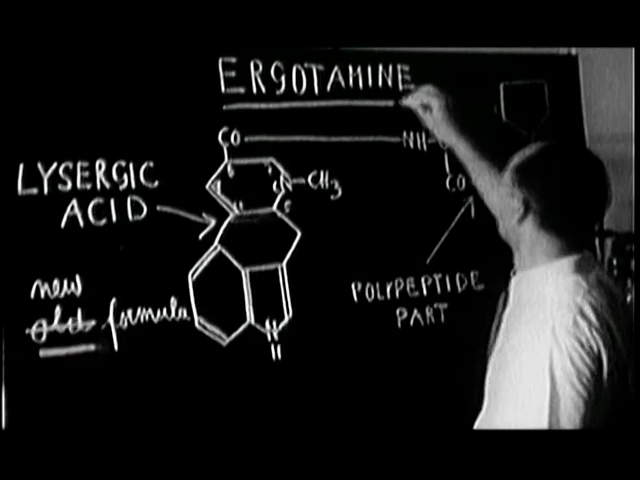 ERGOTAMINE
CO
NH-C
LYSERGIC
ACID
N-CH3
CO
new
old formula
POLYPEPTIDE
PART
N
H